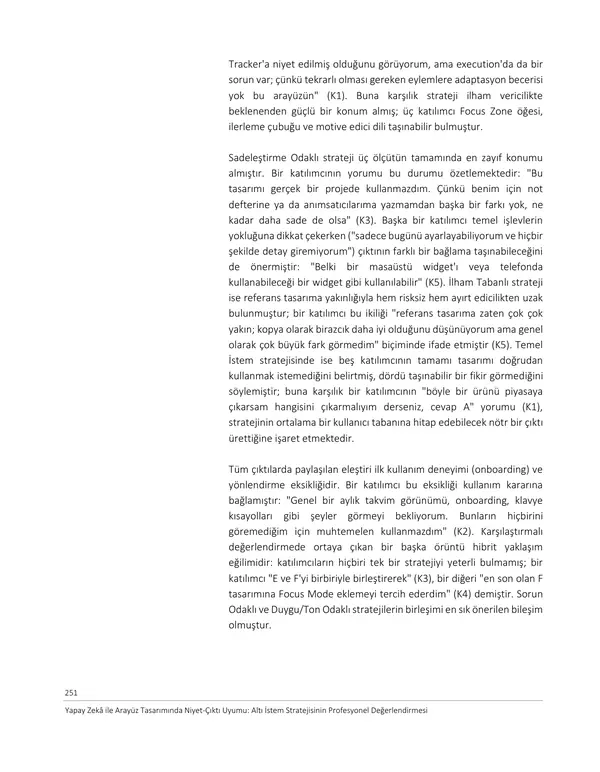 Tracker'a niyet edilmiş olduğunu görüyorum, ama execution'da da bir
sorun var; çünkü tekrarlı olması gereken eylemlere adaptasyon becerisi
yok bu arayüzün" (K1). Buna karşılık strateji ilham vericilikte
beklenenden güçlü bir konum almış; üç katılımcı Focus Zone öğesi,
ilerleme çubuğu ve motive edici dili taşınabilir bulmuştur.
Sadeleştirme Odaklı strateji üç ölçütün tamamında en zayıf konumu
almıştır. Bir katılımcının yorumu bu durumu özetlemektedir: "Bu
tasarımı gerçek bir projede kullanmazdım. Çünkü benim için not
defterine ya da anımsatıcılarıma yazmamdan başka bir farkı yok, ne
kadar daha sade de olsa" (K3). Başka bir katılımcı temel işlevlerin
yokluğuna dikkat çekerken ("sadece bugünü ayarlayabiliyorum ve hiçbir
şekilde detay giremiyorum") çıktının farklı bir bağlama taşınabileceğini
de önermiştir: "Belki bir masaüstü widget'ı veya telefonda
kullanabileceği bir widget gibi kullanılabilir" (K5). İlham Tabanlı strateji
ise referans tasarıma yakınlığıyla hem risksiz hem ayırt edicilikten uzak
bulunmuştur; bir katılımcı bu ikiliği "referans tasarıma zaten çok çok
yakın; kopya olarak birazcık daha iyi olduğunu düşünüyorum ama genel
olarak çok büyük fark görmedim" biçiminde ifade etmiştir (K5). Temel
İstem stratejisinde ise beş katılımcının tamamı tasarımı doğrudan
kullanmak istemediğini belirtmiş, dördü taşınabilir bir fikir görmediğini
söylemiştir; buna karşılık bir katılımcının "böyle bir ürünü piyasaya
çıkarsam hangisini çıkarmalıyım derseniz, cevap A" yorumu (K1),
stratejinin ortalama bir kullanıcı tabanına hitap edebilecek nötr bir çıktı
ürettiğine işaret etmektedir.
Tüm çıktılarda paylaşılan eleştiri ilk kullanım deneyimi (onboarding) ve
yönlendirme eksikliğidir. Bir katılımcı bu eksikliği kullanım kararına
bağlamıştır: "Genel bir aylık takvim görünümü, onboarding, klavye
kısayolları gibi şeyler görmeyi bekliyorum. Bunların hiçbirini
göremediğim için muhtemelen kullanmazdım" (K2). Karşılaştırmalı
değerlendirmede ortaya çıkan bir başka örüntü hibrit yaklaşım
eğilimidir: katılımcıların hiçbiri tek bir stratejiyi yeterli bulmamış; bir
katılımcı "E ve F'yi birbiriyle birleştirerek" (K3), bir diğeri "en son olan F
tasarımına Focus Mode eklemeyi tercih ederdim" (K4) demiştir. Sorun
Odaklı ve Duygu/Ton Odaklı stratejilerin birleşimi en sık önerilen bileşim
olmuştur.
251
Yapay Zekâ ile Arayüz Tasarımında Niyet-Çıktı Uyumu: Altı İstem Stratejisinin Profesyonel Değerlendirmesi